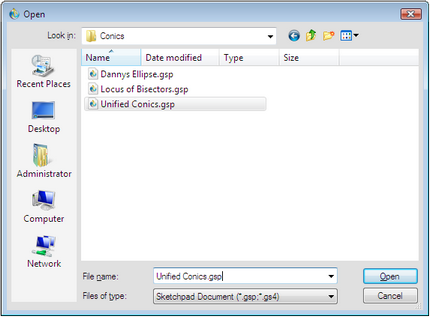 Open
Look in: Conics
Name Date modified Type Size
Dannys Ellipse.gsp
Locus of Bisectors.gsp
Unified Conics.gsp
Recent Places
Desktop
Administrator
Computer
Network
File name: Unified Conics.gsp Open
Files of type: Sketchpad Document (*.gsp;*.gs4) Cancel